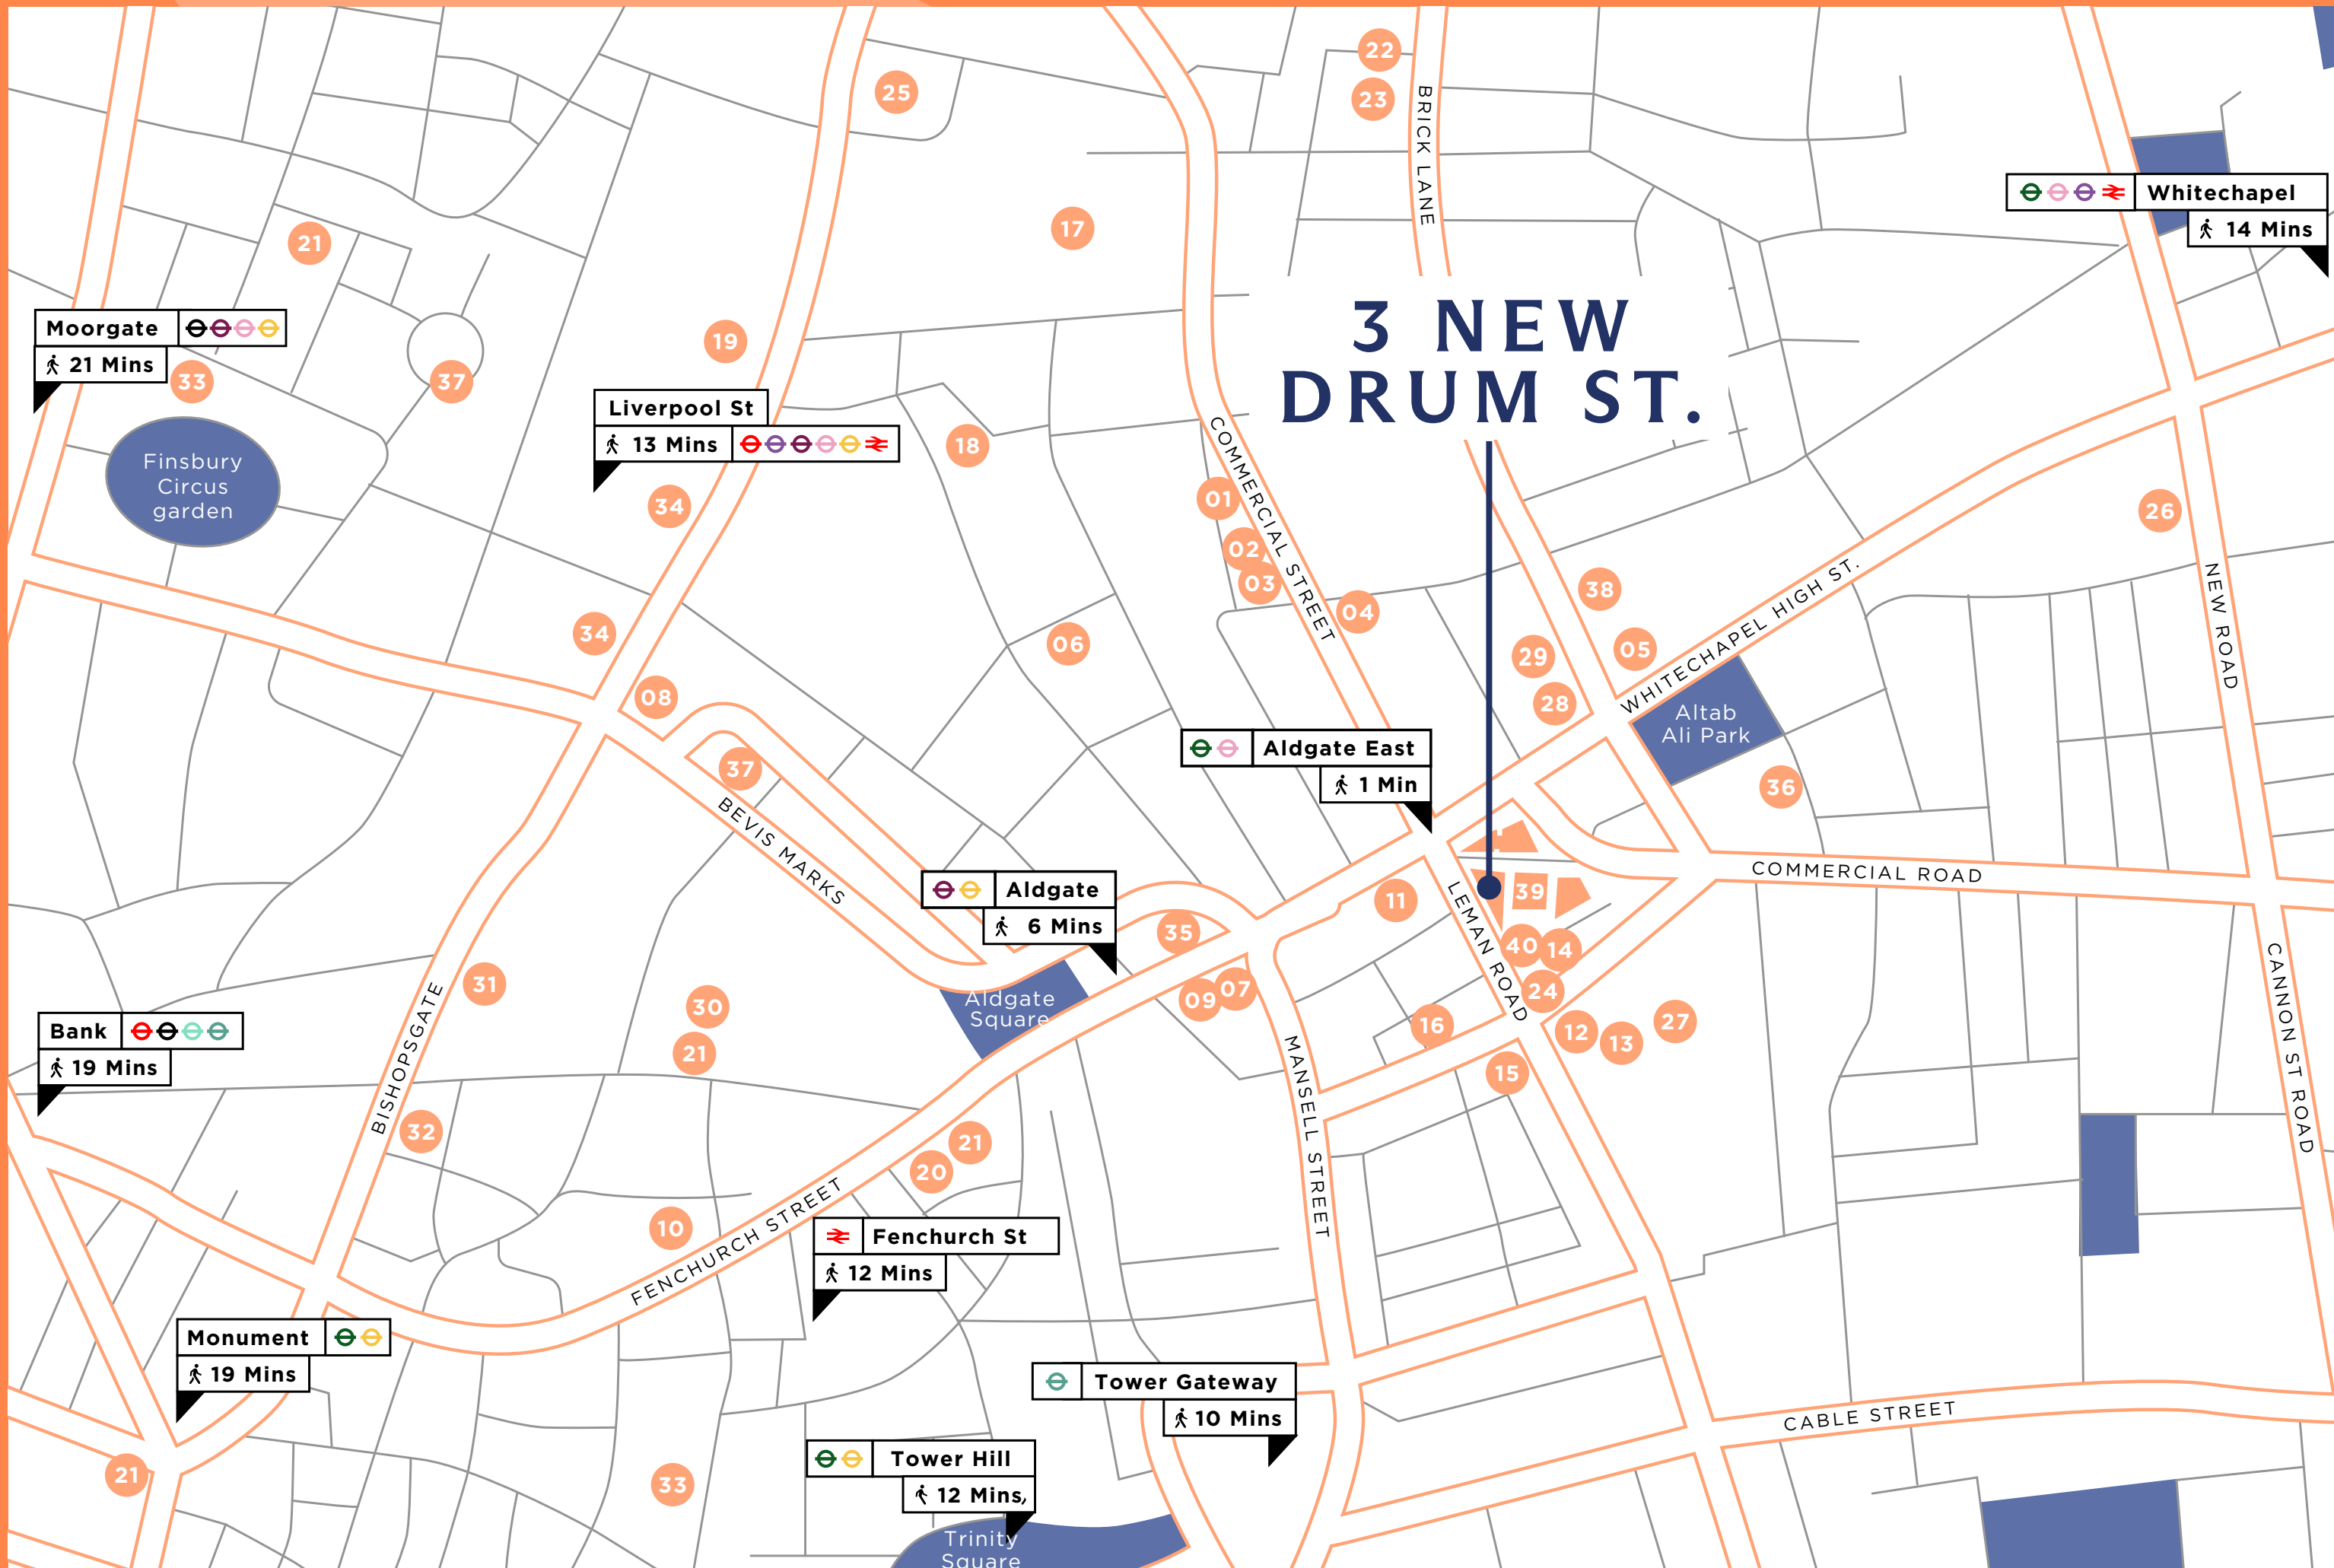 22
25
23
BRICK LANE
Whitechapel
14 Mins
17
21
3 NEW
DRUM ST.
Moorgate
21 Mins
19
33
37
Liverpool St
13 Mins
18
COMMERCIAL STREET
Finsbury
Circus
garden
01
34
26
02
03
38
04
WHITECHAPEL HIGH ST.
NEW ROAD
34
06
05
29
08
28
Altab
Ali Park
Aldgate East
1 Min
37
36
BEVIS MARKS
COMMERCIAL ROAD
Aldgate
6 Mins
39
11
LEMAN ROAD
35
40
14
CANNON ST ROAD
31
07
09
24
30
Aldgate
Square
BISHOPSGATE
Bank
19 Mins
16
12
13
27
21
MANSELL STREET
15
32
21
20
FENCHURCH STREET
10
Fenchurch St
12 Mins
Monument
19 Mins
Tower Gateway
10 Mins
CABLE STREET
21
33
Tower Hill
12 Mins
Trinity
Square